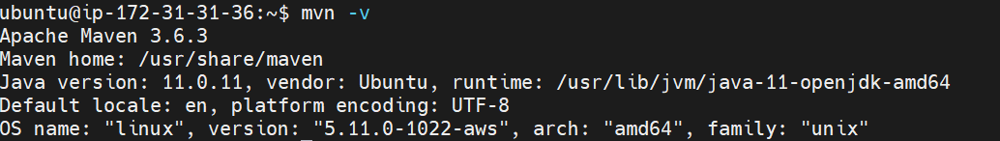 ubuntu@ip-172-31-31-36:~$ mvn -v
Apache Maven 3.6.3
Maven home: /usr/share/maven
Java version: 11.0.11, vendor: Ubuntu, runtime: /usr/lib/jvm/java-11-openjdk-amd64
Default locale: en, platform encoding: UTF-8
OS name: "linux", version: "5.11.0-1022-aws", arch: "amd64", family: "unix"